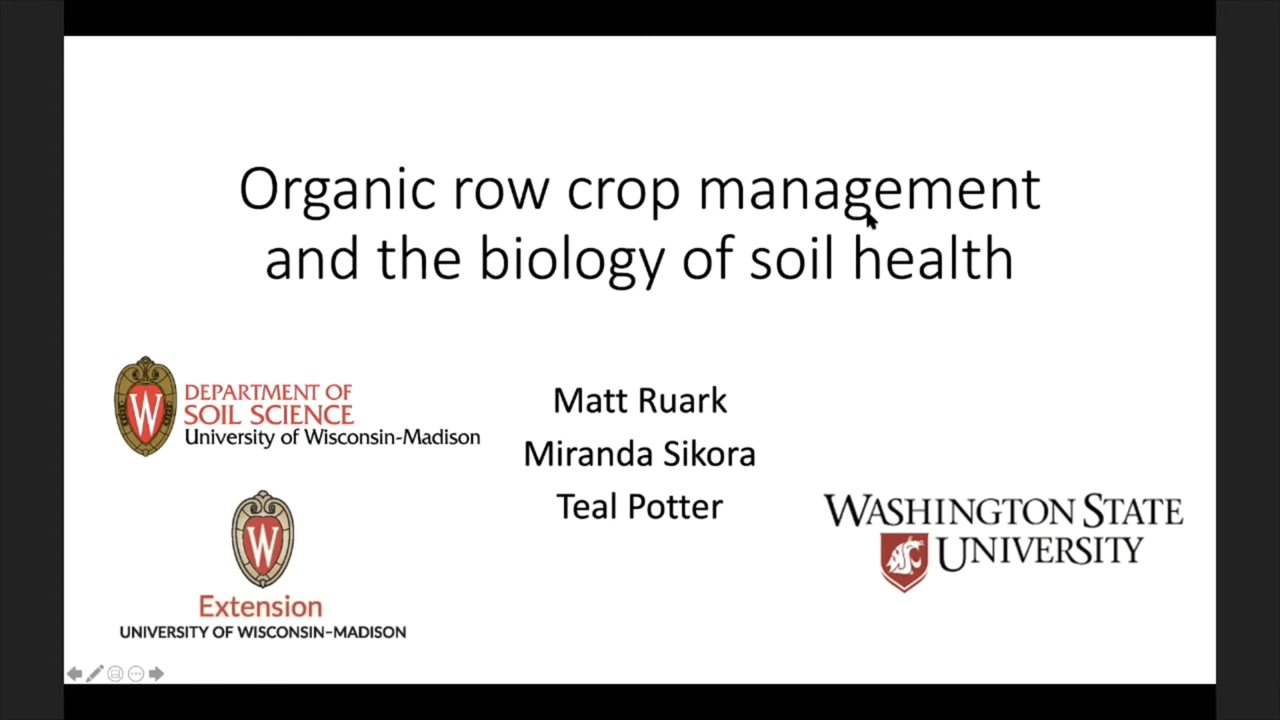 Organic row crop management
and the biology of soil health
W
DEPARTMENT OF
SOIL SCIENCE
University of Wisconsin-Madison
Matt Ruark
Miranda Sikora
Teal Potter
W
Extension
UNIVERSITY OF WISCONSIN–MADISON
WASHINGTON STATE
UNIVERSITY